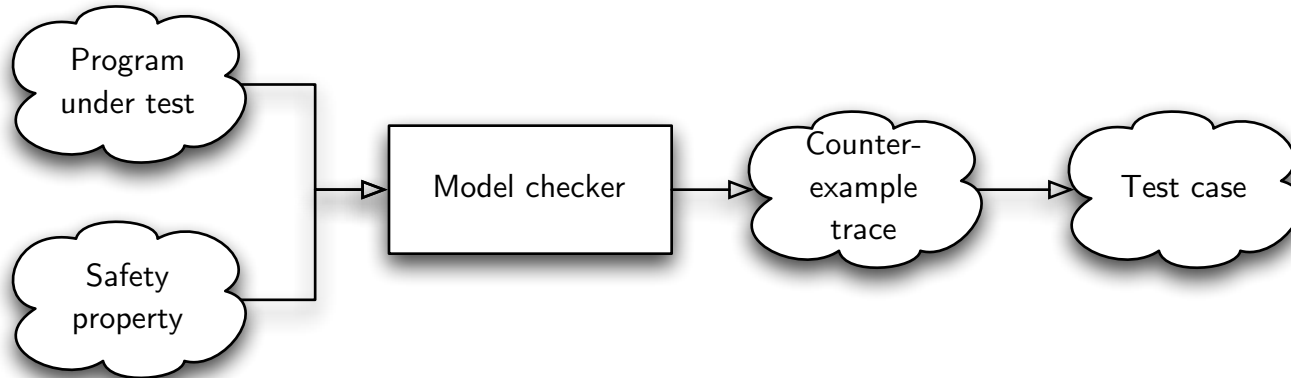 Program
under test
Safety
property
Model checker
Counter-
example
trace
Test case